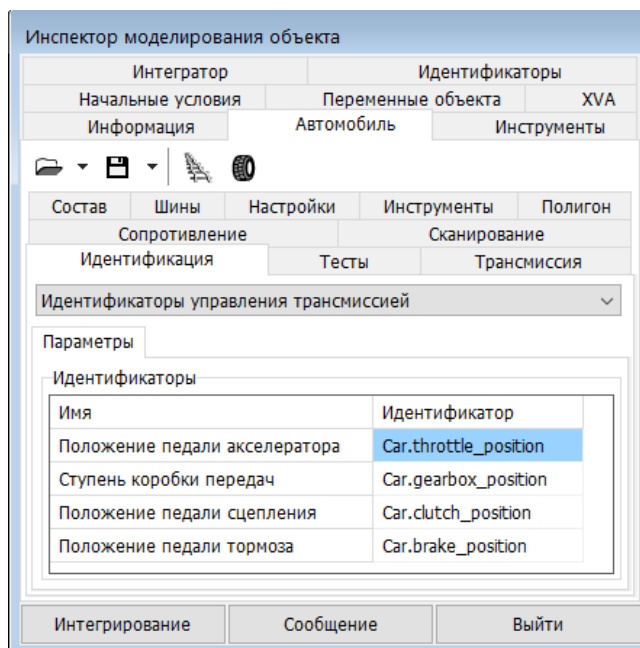 Инспектор моделирования объекта
Интегратор Идентификаторы
Начальные условия Переменные объекта XVA
Информация Автомобиль Инструменты
Состав Шины Настройки Инструменты Полигон
Сопротивление Сканирование
Идентификация Тесты Трансмиссия
Идентификаторы управления трансмиссией
Параметры
Идентификаторы
Имя Идентификатор
Положение педали акселератора Car.throttle_position
Ступень коробки передач Car.gearbox_position
Положение педали сцепления Car.clutch_position
Положение педали тормоза Car.brake_position
Интегрирование Сообщение Выйти